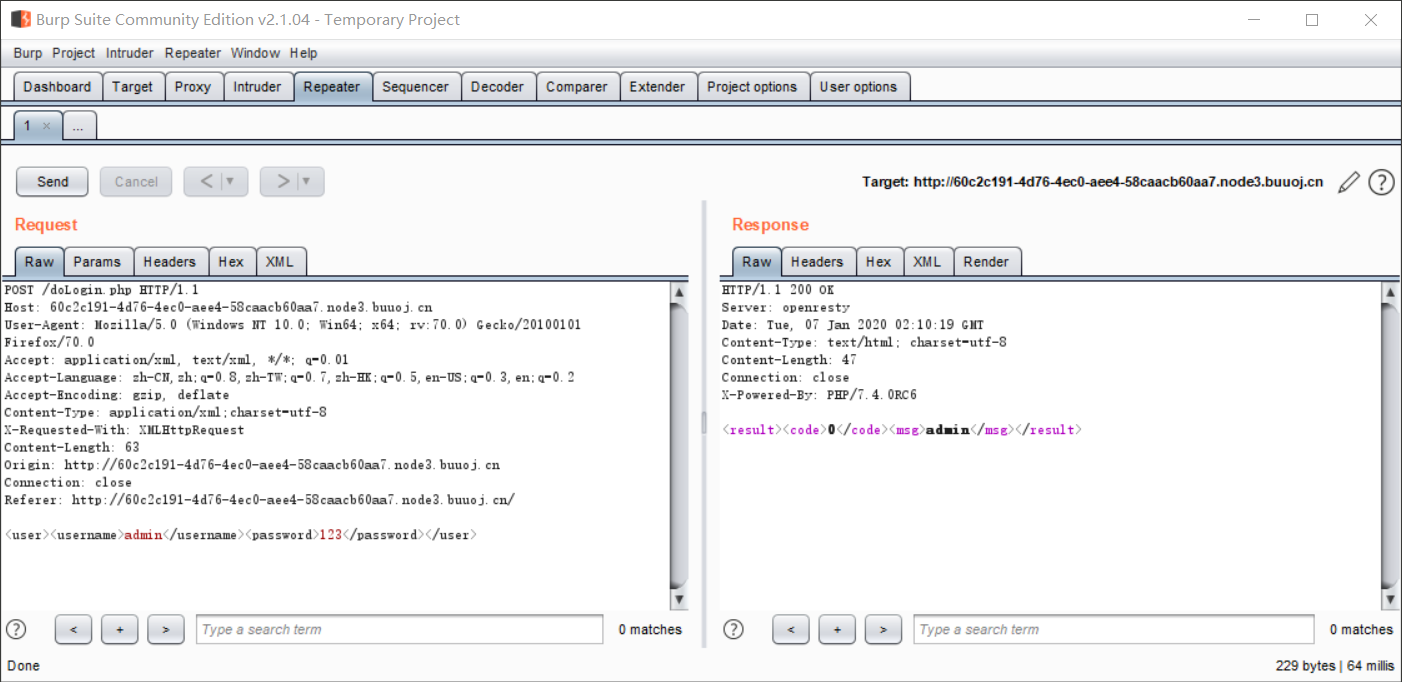 Burp Suite Community Edition v2.1.04 - Temporary Project
Burp Project Intruder Repeater Window Help
Dashboard Target Proxy Intruder Repeater Sequencer Decoder Comparer Extender Project options User options
1 × ...
Send Cancel < | ▼ > | ▼ Target: http://60c2c191-4d76-4ec0-aee4-58caacb60aa7.node3.buuoj.cn ?
Request
Raw Params Headers Hex XML
POST /doLogin.php HTTP/1.1
Host: 60c2c191-4d76-4ec0-aee4-58caacb60aa7.node3.buuoj.cn
User-Agent: Mozilla/5.0 (Windows NT 10.0; Win64; x64; rv:70.0) Gecko/20100101
Firefox/70.0
Accept: application/xml, text/xml, */*; q=0.01
Accept-Language: zh-CN,zh;q=0.8,zh-TW;q=0.7,zh-HK;q=0.5,en-US;q=0.3,en;q=0.2
Accept-Encoding: gzip, deflate
Content-Type: application/xml;charset=utf-8
X-Requested-With: XMLHttpRequest
Content-Length: 63
Origin: http://60c2c191-4d76-4ec0-aee4-58caacb60aa7.node3.buuoj.cn
Connection: close
Referer: http://60c2c191-4d76-4ec0-aee4-58caacb60aa7.node3.buuoj.cn/
<user><username>admin</username><password>123</password></user>
? < + > Type a search term 0 matches
Response
Raw Headers Hex XML Render
HTTP/1.1 200 OK
Server: openresty
Date: Tue, 07 Jan 2020 02:10:19 GMT
Content-Type: text/html; charset=utf-8
Content-Length: 47
Connection: close
X-Powered-By: PHP/7.4.0RC6
<result><code>0</code><msg>admin</msg></result>
? < + > Type a search term 0 matches
Done
229 bytes | 64 millis